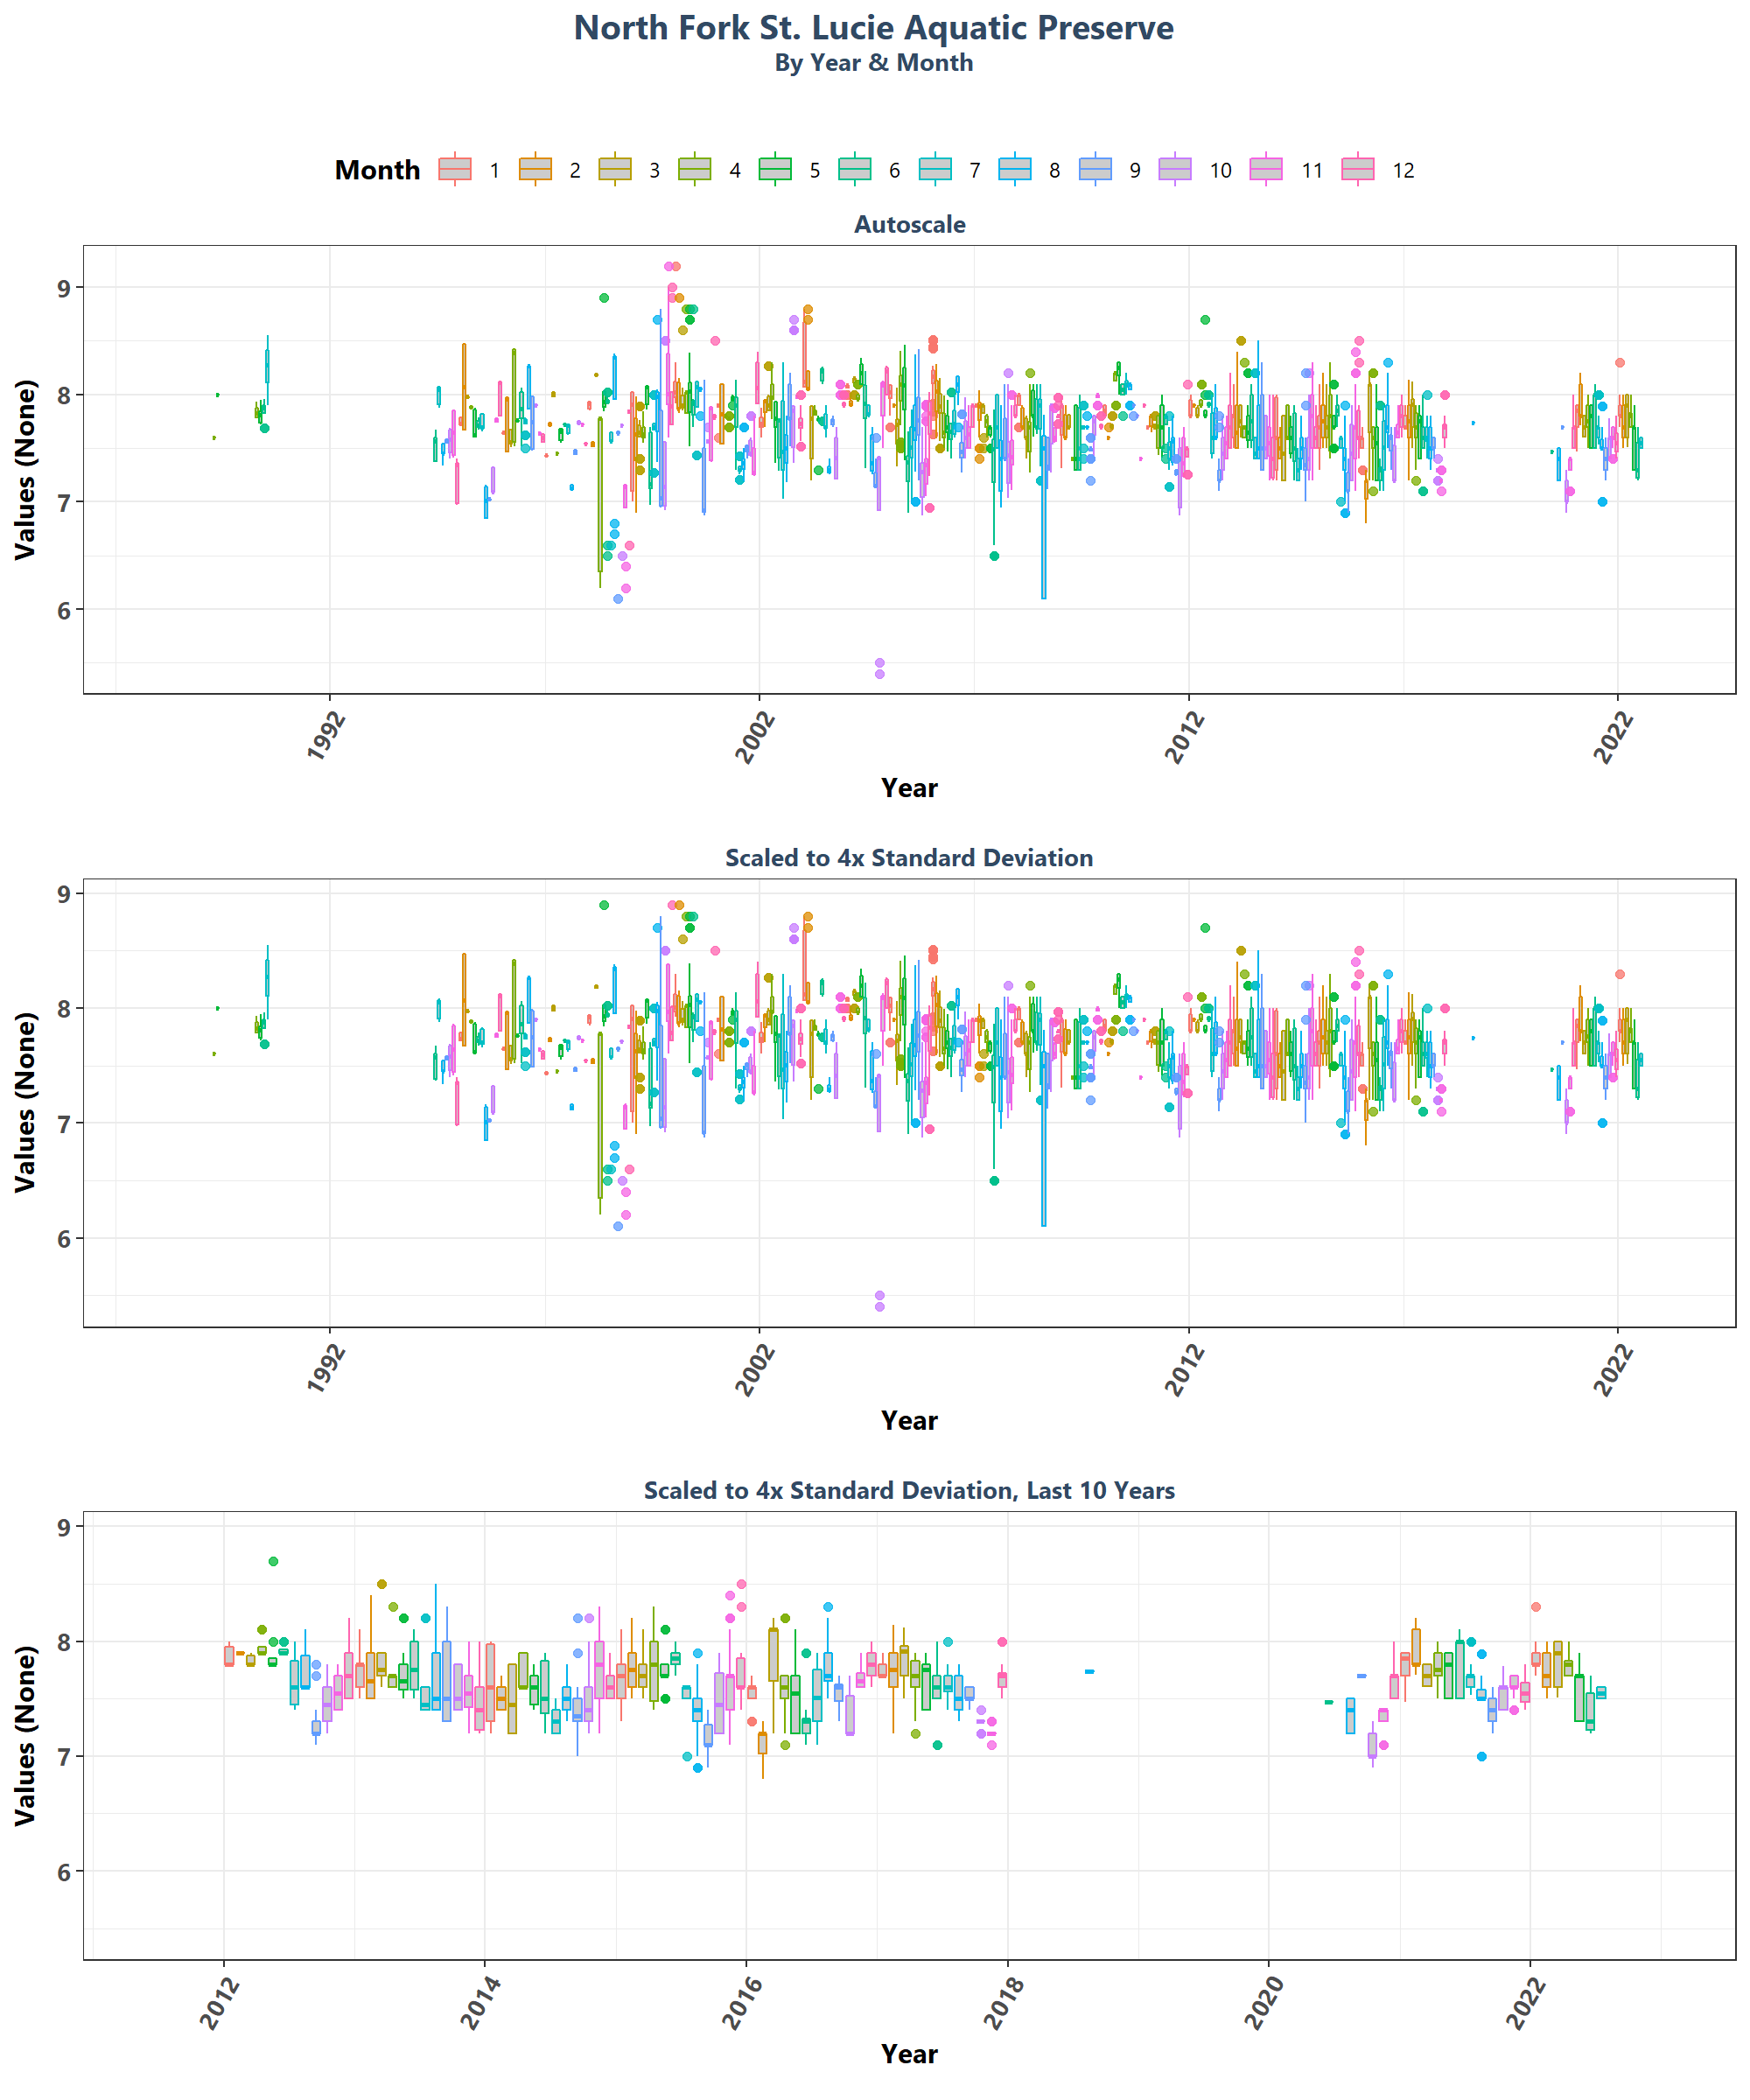 North Fork St. Lucie Aquatic Preserve
By Year & Month
Month 1 2 3 4 5 6 7 8 9 10 11 12
Autoscale
Values (None)
9
8
7
6
1992 2002 2012 2022
Year
Scaled to 4x Standard Deviation
Values (None)
9
8
7
6
1992 2002 2012 2022
Year
Scaled to 4x Standard Deviation, Last 10 Years
Values (None)
9
8
7
6
2012 2014 2016 2018 2020 2022
Year